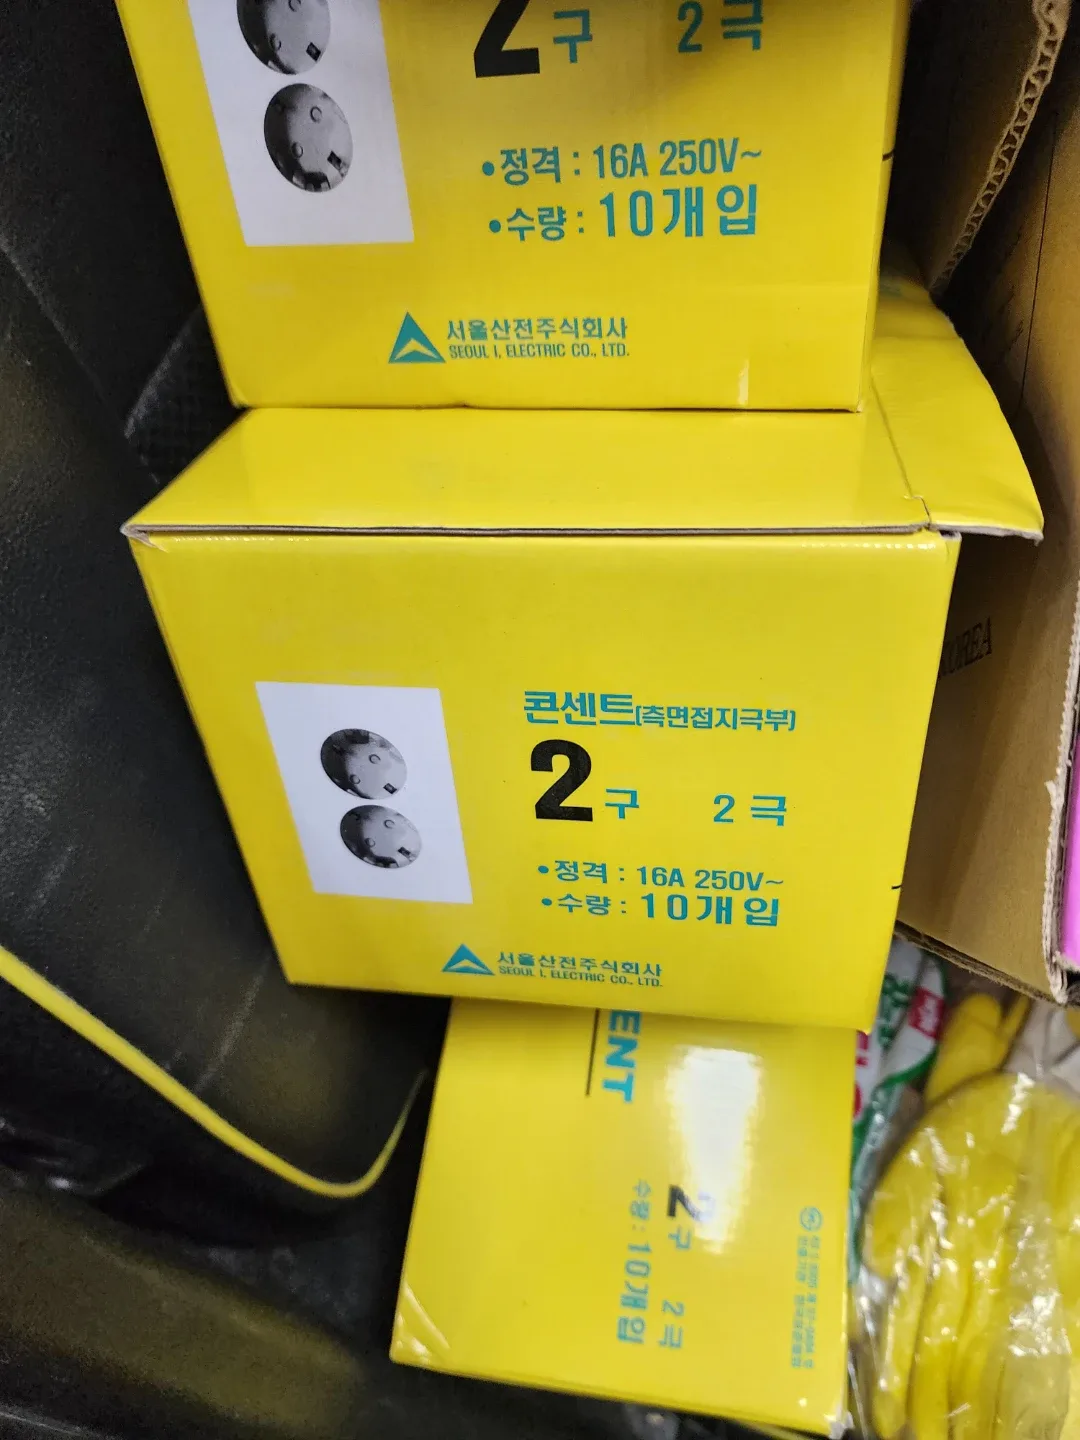 2구 2극
•정격 : 16A 250V~
•수량 : 10개입
서울산전주식회사
SEOUL I. ELECTRIC CO., LTD.
KOREA
콘센트(측면접지극부)
2구 2극
•정격 : 16A 250V~
•수량 : 10개입
서울산전주식회사
SEOUL I. ELECTRIC CO., LTD.
ENT
2구 2극
수량 : 10개입